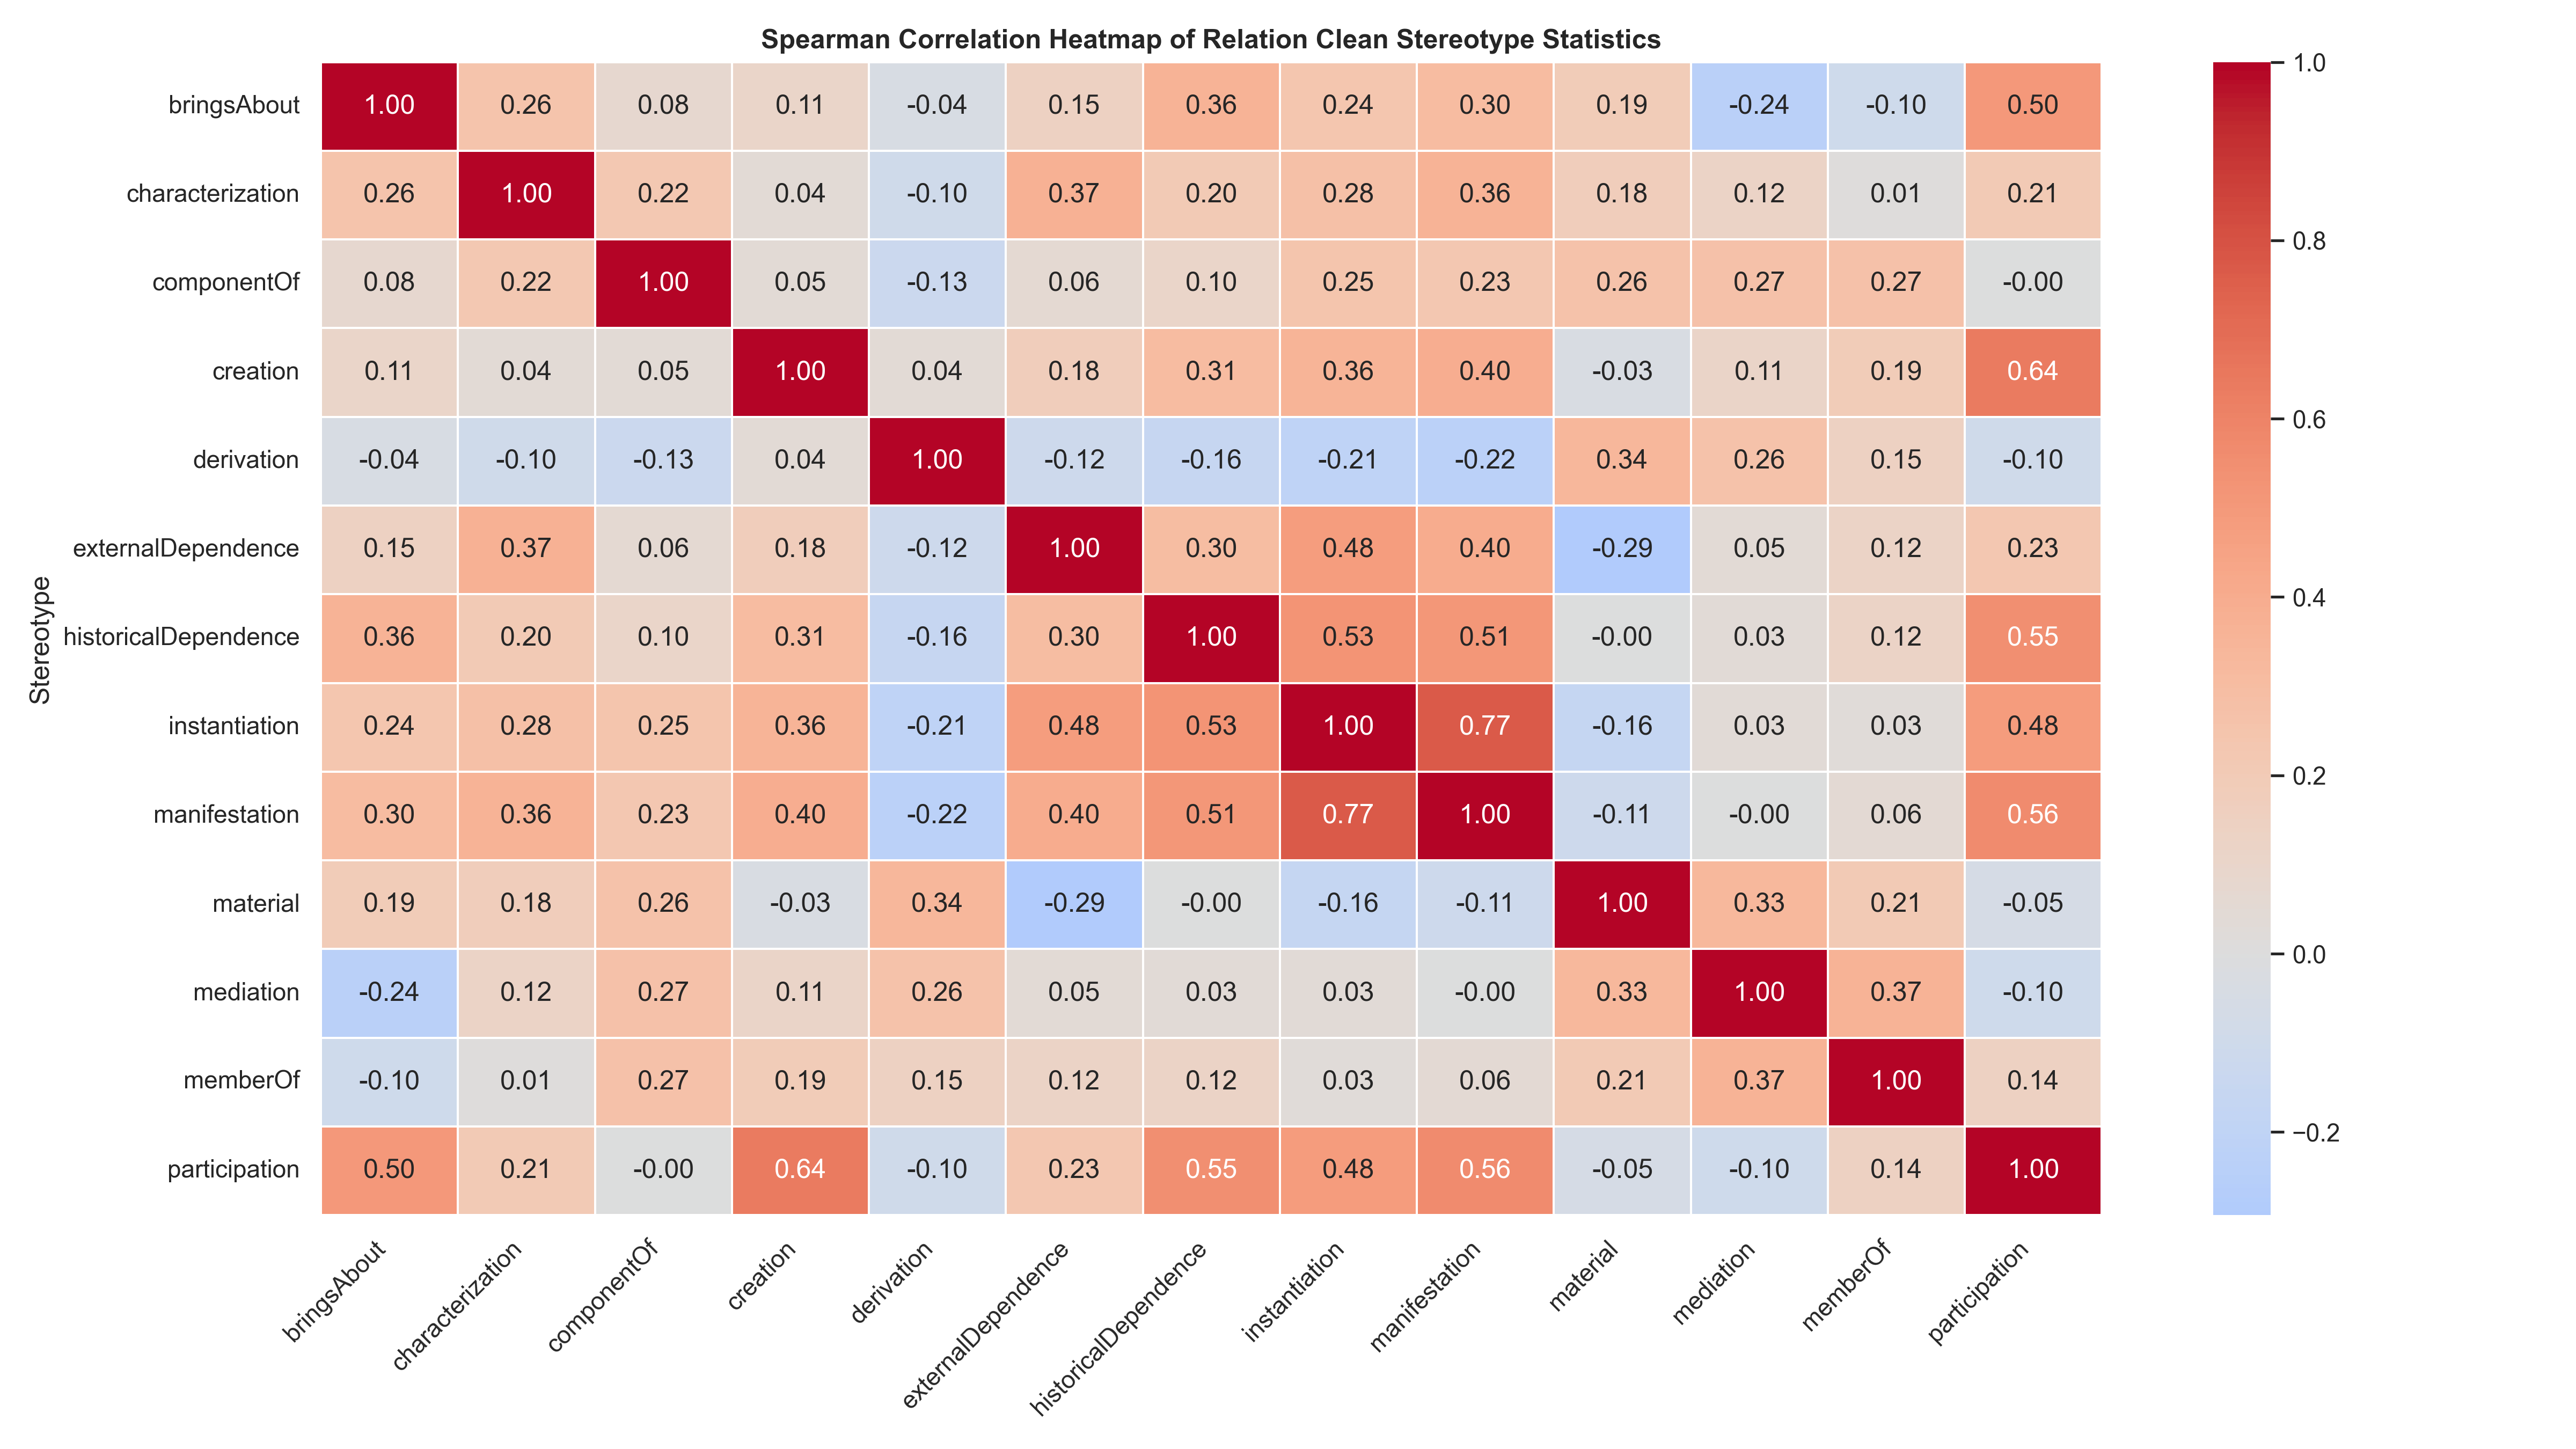 Spearman Correlation Heatmap of Relation Clean Stereotype Statistics
Stereotype
bringsAbout 1.00 0.26 0.08 0.11 -0.04 0.15 0.36 0.24 0.30 0.19 -0.24 -0.10 0.50
characterization 0.26 1.00 0.22 0.04 -0.10 0.37 0.20 0.28 0.36 0.18 0.12 0.01 0.21
componentOf 0.08 0.22 1.00 0.05 -0.13 0.06 0.10 0.25 0.23 0.26 0.27 0.27 -0.00
creation 0.11 0.04 0.05 1.00 0.04 0.18 0.31 0.36 0.40 -0.03 0.11 0.19 0.64
derivation -0.04 -0.10 -0.13 0.04 1.00 -0.12 -0.16 -0.21 -0.22 0.34 0.26 0.15 -0.10
externalDependence 0.15 0.37 0.06 0.18 -0.12 1.00 0.30 0.48 0.40 -0.29 0.05 0.12 0.23
historicalDependence 0.36 0.20 0.10 0.31 -0.16 0.30 1.00 0.53 0.51 -0.00 0.03 0.12 0.55
instantiation 0.24 0.28 0.25 0.36 -0.21 0.48 0.53 1.00 0.77 -0.16 0.03 0.03 0.48
manifestation 0.30 0.36 0.23 0.40 -0.22 0.40 0.51 0.77 1.00 -0.11 -0.00 0.06 0.56
material 0.19 0.18 0.26 -0.03 0.34 -0.29 -0.00 -0.16 -0.11 1.00 0.33 0.21 -0.05
mediation -0.24 0.12 0.27 0.11 0.26 0.05 0.03 0.03 -0.00 0.33 1.00 0.37 -0.10
memberOf -0.10 0.01 0.27 0.19 0.15 0.12 0.12 0.03 0.06 0.21 0.37 1.00 0.14
participation 0.50 0.21 -0.00 0.64 -0.10 0.23 0.55 0.48 0.56 -0.05 -0.10 0.14 1.00
bringsAbout characterization componentOf creation derivation externalDependence historicalDependence instantiation manifestation material mediation memberOf participation
1.0
0.8
0.6
0.4
0.2
0.0
−0.2